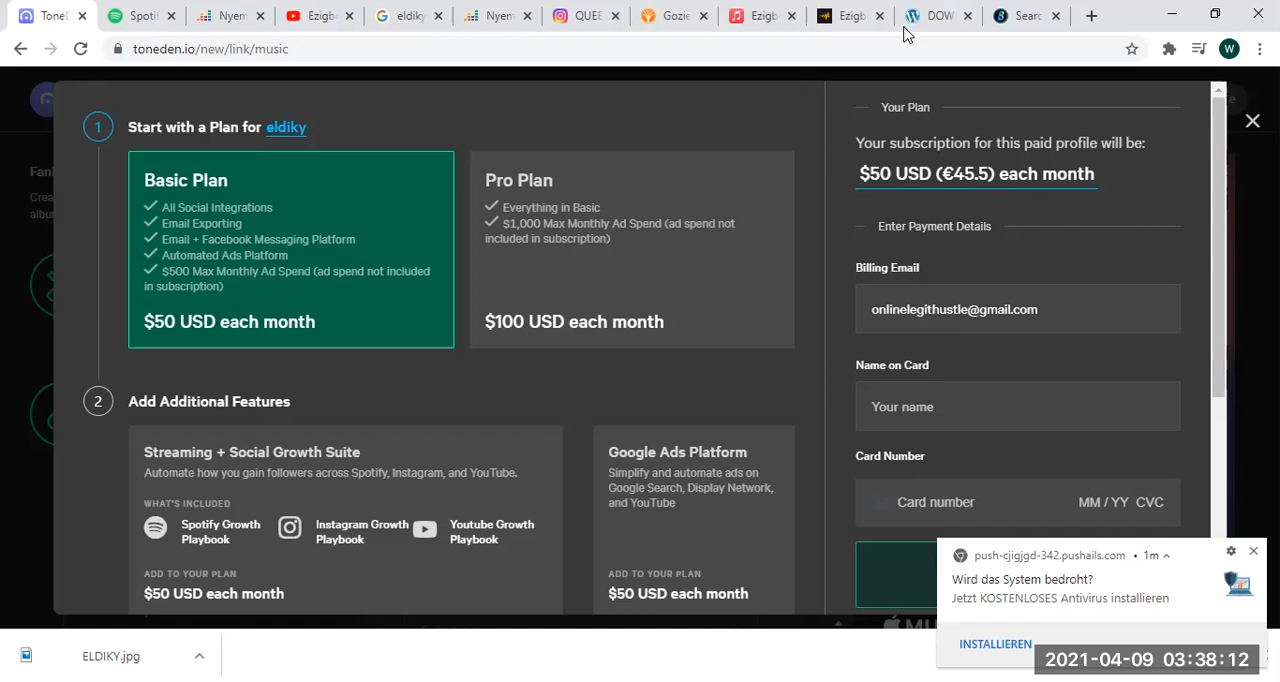 ToneD
Spotif
Nyem
Ezigb
eldiky
Nyem
QUEE
Gozie
Ezigb
Ezigb
DOW
Searc
toneden.io/new/link/music
W
1
Start with a Plan for eldiky
Basic Plan
All Social Integrations
Email Exporting
Email + Facebook Messaging Platform
Automated Ads Platform
$500 Max Monthly Ad Spend (ad spend not included
in subscription)
$50 USD each month
Pro Plan
Everything in Basic
$1,000 Max Monthly Ad Spend (ad spend not
included in subscription)
$100 USD each month
2
Add Additional Features
Streaming + Social Growth Suite
Automate how you gain followers across Spotify, Instagram, and YouTube.
WHAT'S INCLUDED
Spotify Growth
Playbook
Instagram Growth
Playbook
Youtube Growth
Playbook
ADD TO YOUR PLAN
$50 USD each month
Google Ads Platform
Simplify and automate ads on
Google Search, Display Network,
and YouTube
ADD TO YOUR PLAN
$50 USD each month
Your Plan
Your subscription for this paid profile will be:
$50 USD (€45.5) each month
Enter Payment Details
Billing Email
onlinelegithustle@gmail.com
Name on Card
Your name
Card Number
Card number MM / YY CVC
push-cjigjgd-342.pushails.com • 1m
Wird das System bedroht?
Jetzt KOSTENLOSES Antivirus installieren
INSTALLIEREN
2021-04-09 03:38:12
ELDIKY.jpg